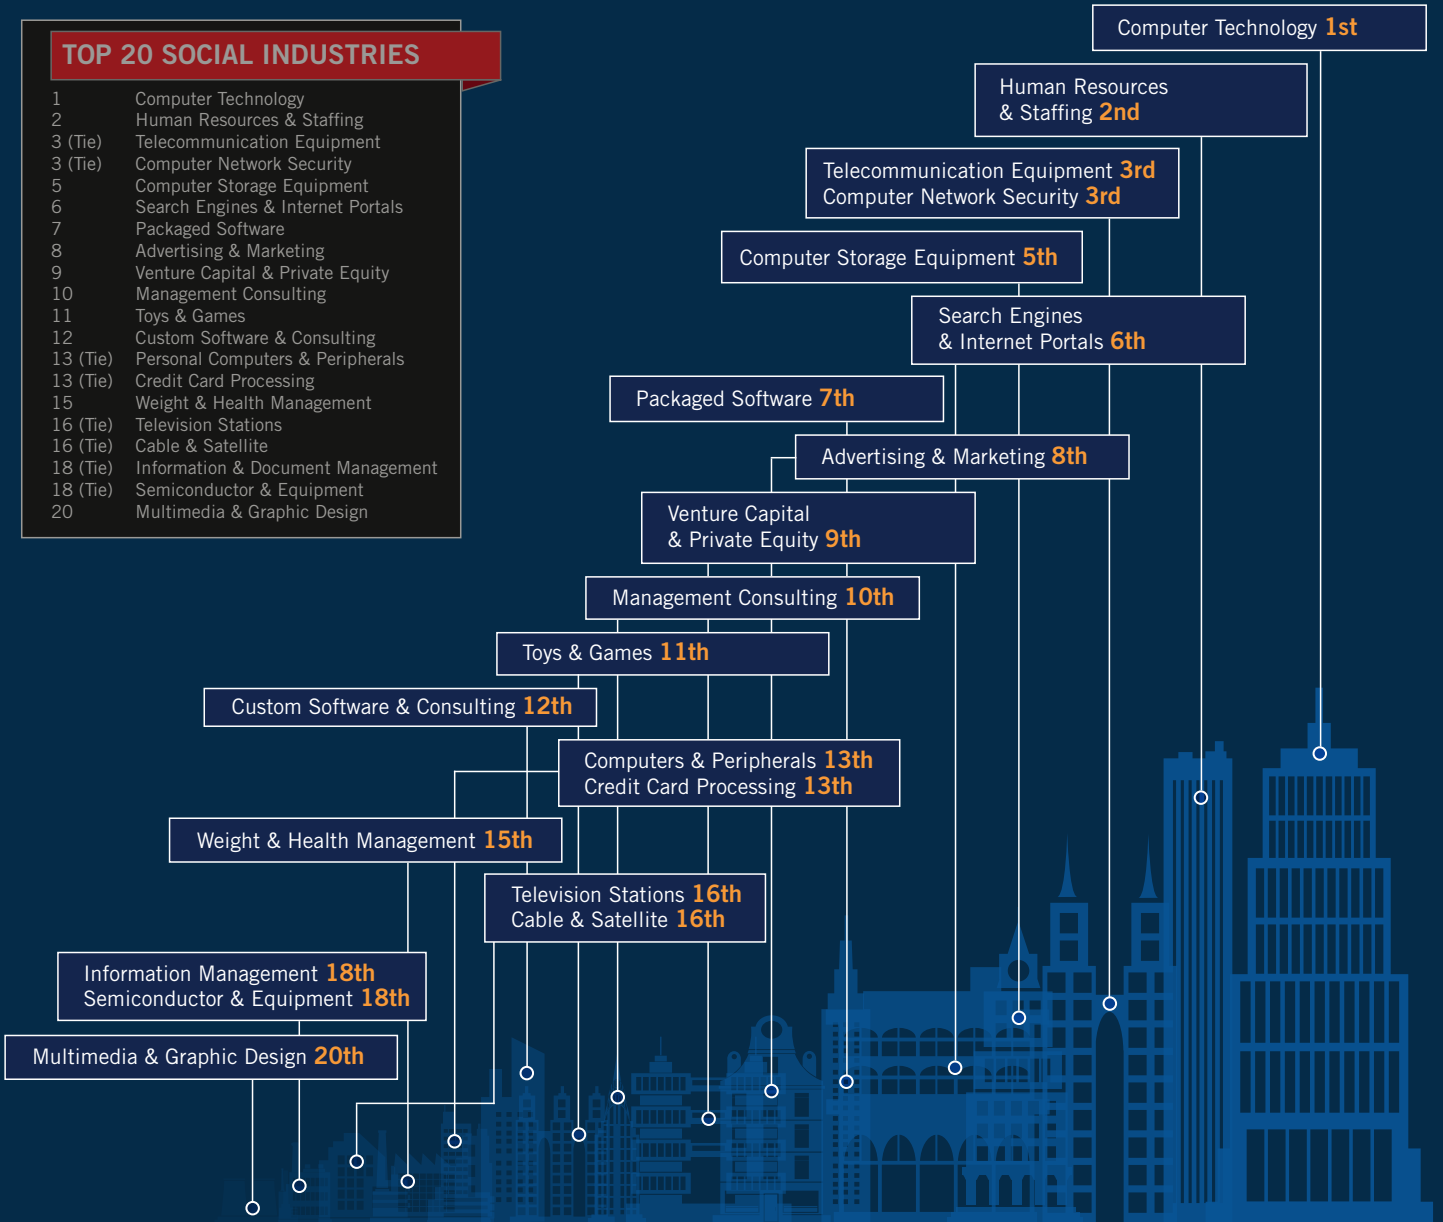 TOP 20 SOCIAL INDUSTRIES
1 Computer Technology
2 Human Resources & Staffing
3 (Tie) Telecommunication Equipment
3 (Tie) Computer Network Security
5 Computer Storage Equipment
6 Search Engines & Internet Portals
7 Packaged Software
8 Advertising & Marketing
9 Venture Capital & Private Equity
10 Management Consulting
11 Toys & Games
12 Custom Software & Consulting
13 (Tie) Personal Computers & Peripherals
13 (Tie) Credit Card Processing
15 Weight & Health Management
16 (Tie) Television Stations
16 (Tie) Cable & Satellite
18 (Tie) Information & Document Management
18 (Tie) Semiconductor & Equipment
20 Multimedia & Graphic Design
Computer Technology 1st
Human Resources
& Staffing 2nd
Telecommunication Equipment 3rd
Computer Network Security 3rd
Computer Storage Equipment 5th
Search Engines
& Internet Portals 6th
Packaged Software 7th
Advertising & Marketing 8th
Venture Capital
& Private Equity 9th
Management Consulting 10th
Toys & Games 11th
Custom Software & Consulting 12th
Computers & Peripherals 13th
Credit Card Processing 13th
Weight & Health Management 15th
Television Stations 16th
Cable & Satellite 16th
Information Management 18th
Semiconductor & Equipment 18th
Multimedia & Graphic Design 20th